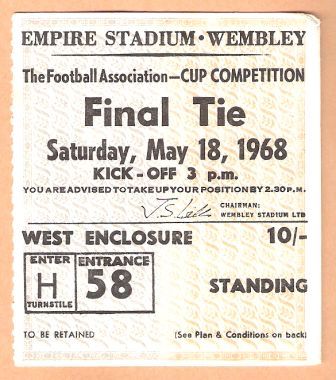 EMPIRE STADIUM · WEMBLEY
The Football Association—CUP COMPETITION
Final Tie
Saturday, May 18, 1968
KICK - OFF 3 p.m.
YOU ARE ADVISED TO TAKE UP YOUR POSITION BY 2.30 P.M.
CHAIRMAN:
WEMBLEY STADIUM LTD
WEST ENCLOSURE 10/-
ENTER
H
TURNSTILE
ENTRANCE
58
STANDING
TO BE RETAINED (See Plan & Conditions on back)